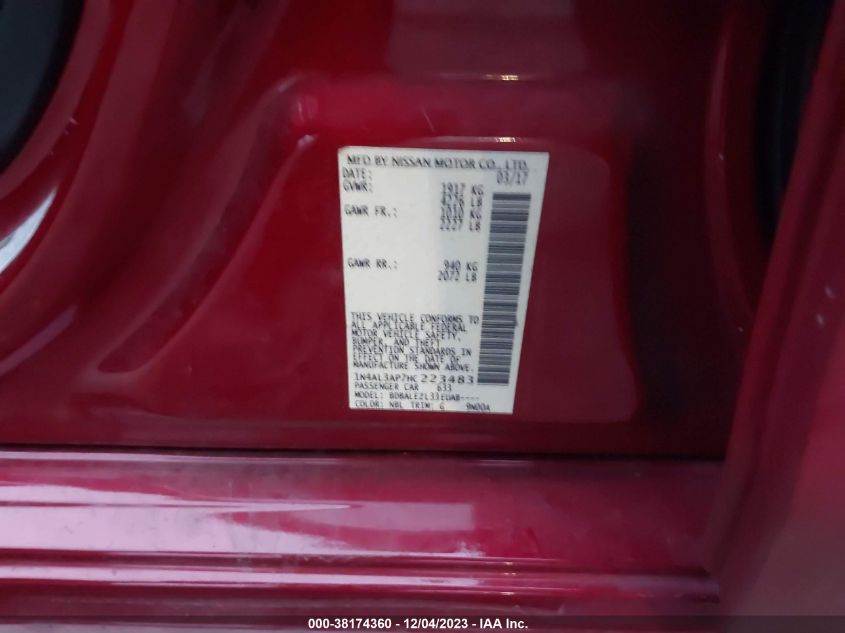 MFD BY NISSAN MOTOR CO., LTD.
DATE: 03/17
GVWR: 1917 KG
4226 LB
GAWR FR.: 1010 KG
2227 LB
GAWR RR.: 940 KG
2072 LB
THIS VEHICLE CONFORMS TO
ALL APPLICABLE FEDERAL
MOTOR VEHICLE SAFETY,
BUMPER, AND THEFT
PREVENTION STANDARDS IN
EFFECT ON THE DATE OF
MANUFACTURE SHOWN ABOVE.
1N4AL3AP7HC223483
PASSENGER CAR 633
MODEL: BDBALEZL33EUAB----
COLOR: NBL TRIM: G 9N00A
000-38174360 - 12/04/2023 - IAA Inc.